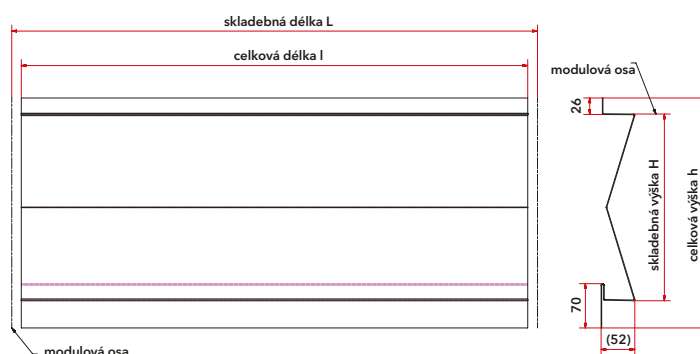 skladebná délka L
celková délka l
modulová osa
26
skladebná výška H
celková výška h
70
(52)
modulová osa